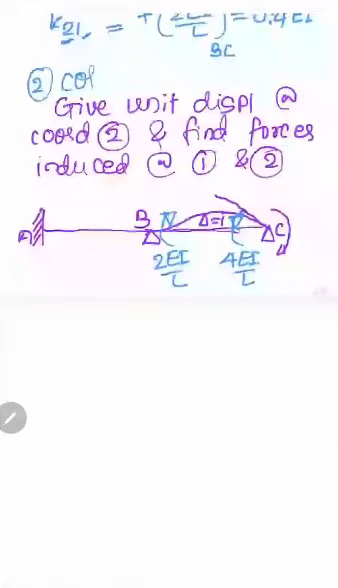 k21, = +(2EI/L) = 0.4EI
BC
② col
Give unit displ @
coord ② & find forces
induced @ ① & ②
A B Δ=1 C
2EI/L 4EI/L